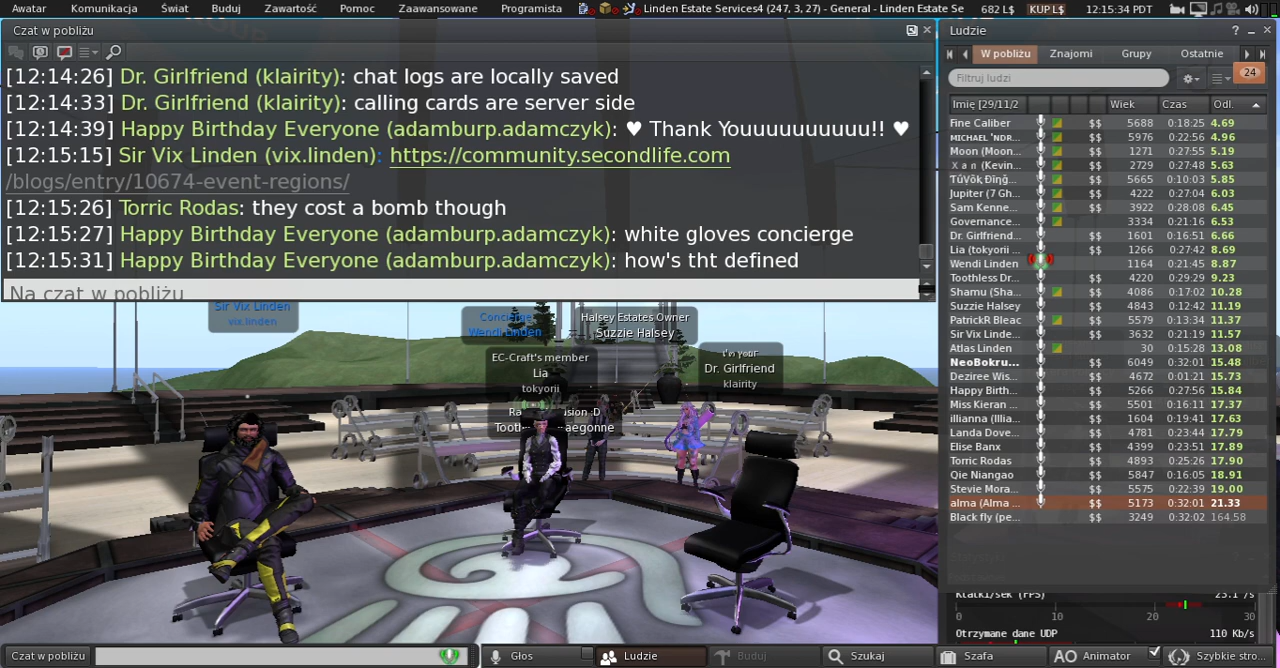 Awatar Komunikacja Świat Buduj Zawartość Pomoc Zaawansowane Programista Linden Estate Services4 (247, 3, 27) - General - Linden Estate Se 682 L$ KUP L$ 12:15:34 PDT
Czat w pobliżu
[12:14:26] Dr. Girlfriend (klairity): chat logs are locally saved
[12:14:33] Dr. Girlfriend (klairity): calling cards are server side
[12:14:39] Happy Birthday Everyone (adamburp.adamczyk): ♥ Thank Youuuuuuuuuu!! ♥
[12:15:15] Sir Vix Linden (vix.linden): https://community.secondlife.com
/blogs/entry/10674-event-regions/
[12:15:26] Torric Rodas: they cost a bomb though
[12:15:27] Happy Birthday Everyone (adamburp.adamczyk): white gloves concierge
[12:15:31] Happy Birthday Everyone (adamburp.adamczyk): how's tht defined
Na czat w pobliżu
Sir Vix Linden
vix.linden
Concierge
Wendi Linden
Halsey Estates Owner
Suzzie Halsey
EC-Craft's member
Lia
tokyorii
I'm your
Dr. Girlfriend
klairity
Ludzie
W pobliżu Znajomi Grupy Ostatnie
Filtruj ludzi 24
Imię [29/11/2 Wiek Czas Odl.
Fine Caliber $$ 5688 0:18:25 4.69
ᴍɪᴄʜᴀᴇʟ 'ɴᴅʀ... $$ 5976 0:22:56 4.96
Moon (Moon... $$ 1271 0:27:55 5.19
X a n (Kevin... $$ 2729 0:27:48 5.63
$$ 5665 0:10:03 5.85
Jupiter (7 Gh... $$ 4222 0:27:04 6.03
Sam Kenne... $$ 3922 0:28:08 6.45
Governance... 3334 0:21:16 6.53
Dr. Girlfriend... $$ 1601 0:16:51 6.66
Lia (tokyorii $$ 1266 0:27:42 8.69
Wendi Linden 1164 0:21:45 8.87
Toothless Dr... $$ 4220 0:29:29 9.23
Shamu (Sha... $$ 4086 0:17:02 10.28
Suzzie Halsey $$ 4843 0:12:42 11.19
PatrickR Bleac $$ 5579 0:13:34 11.37
Sir Vix Linde... $$ 3632 0:21:19 11.57
Atlas Linden 30 0:15:28 13.08
NeoBokru... $$ 6049 0:32:01 15.48
Deziree Wis... $$ 4672 0:01:21 15.73
Happy Birth... $$ 5266 0:27:56 15.84
Miss Kieran ... $$ 5501 0:16:11 17.37
Illianna (Illia... $$ 1604 0:19:41 17.63
Landa Dove... $$ 4781 0:23:44 17.79
Elise Banx $$ 4399 0:23:51 17.89
Torric Rodas $$ 4893 0:25:26 17.90
Qie Niangao $$ 5847 0:16:05 18.91
Stevie Mora... $$ 5575 0:22:39 19.00
alma (Alma ... $$ 5173 0:32:01 21.33
Black fly (pe... $$ 3249 0:32:02 164.58
Klatki/sek (FPS) 23.1 /s
0 10 20 30
Otrzymane dane UDP 110 Kb/s
Czat w pobliżu Głos Ludzie Buduj Szukaj Szafa AO Animator Szybkie stro...